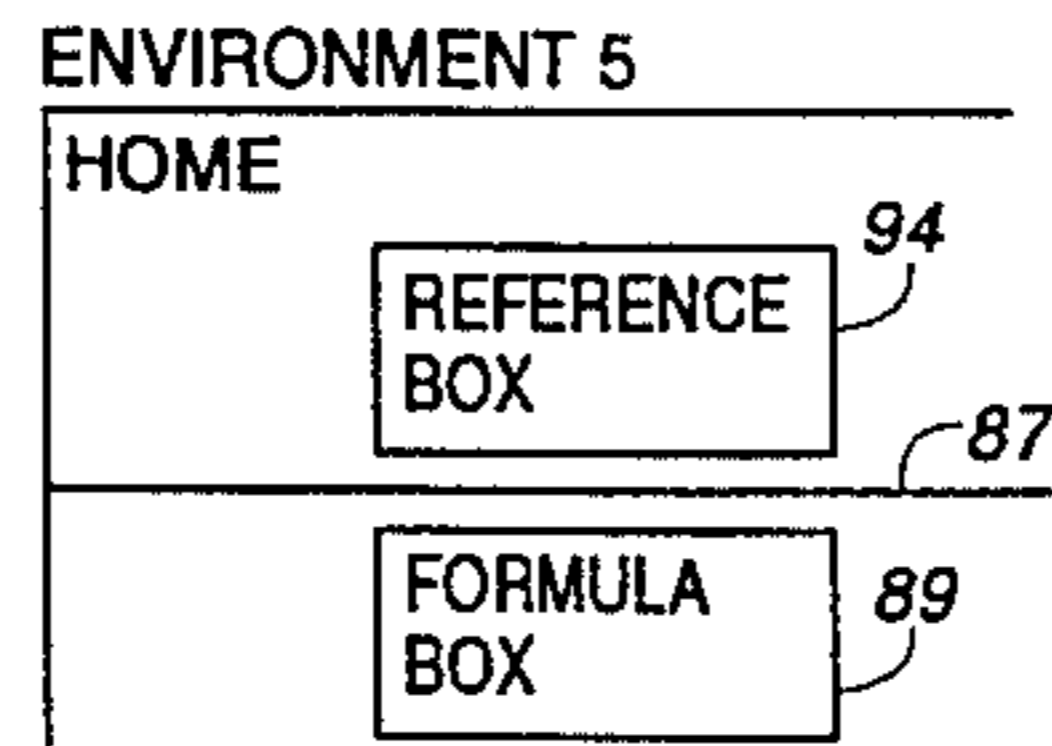 ENVIRONMENT 5
HOME
94
REFERENCE
BOX
87
FORMULA
BOX
89